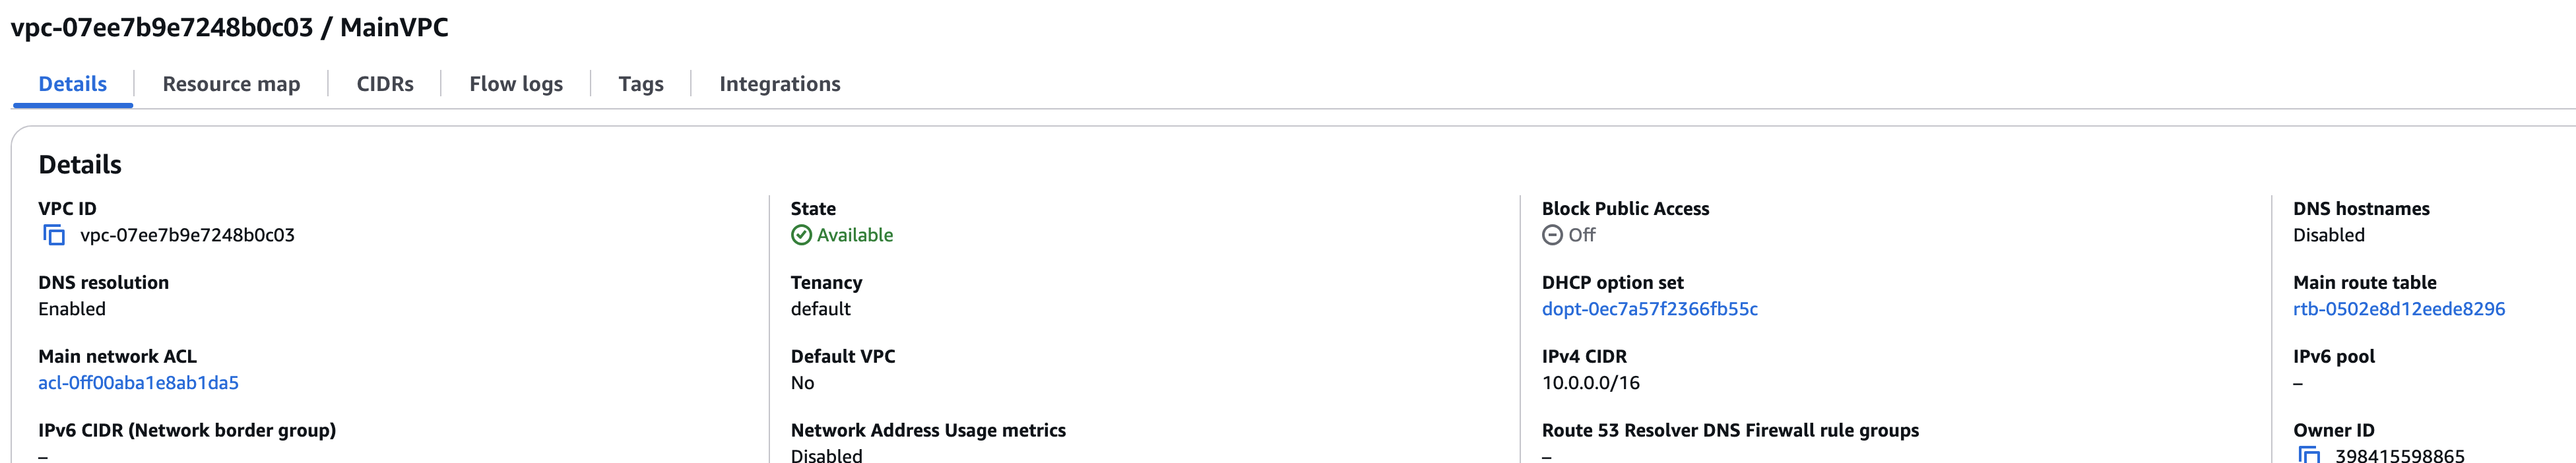 vpc-07ee7b9e7248b0c03 / MainVPC
Details
Resource map
CIDRs
Flow logs
Tags
Integrations
Details
VPC ID
vpc-07ee7b9e7248b0c03
State
Available
Block Public Access
Off
DNS hostnames
Disabled
DNS resolution
Enabled
Tenancy
default
DHCP option set
dopt-0ec7a57f2366fb55c
Main route table
rtb-0502e8d12eede8296
Main network ACL
acl-0ff00aba1e8ab1da5
Default VPC
No
IPv4 CIDR
10.0.0.0/16
IPv6 pool
–
IPv6 CIDR (Network border group)
–
Network Address Usage metrics
Disabled
Route 53 Resolver DNS Firewall rule groups
–
Owner ID
398415598865